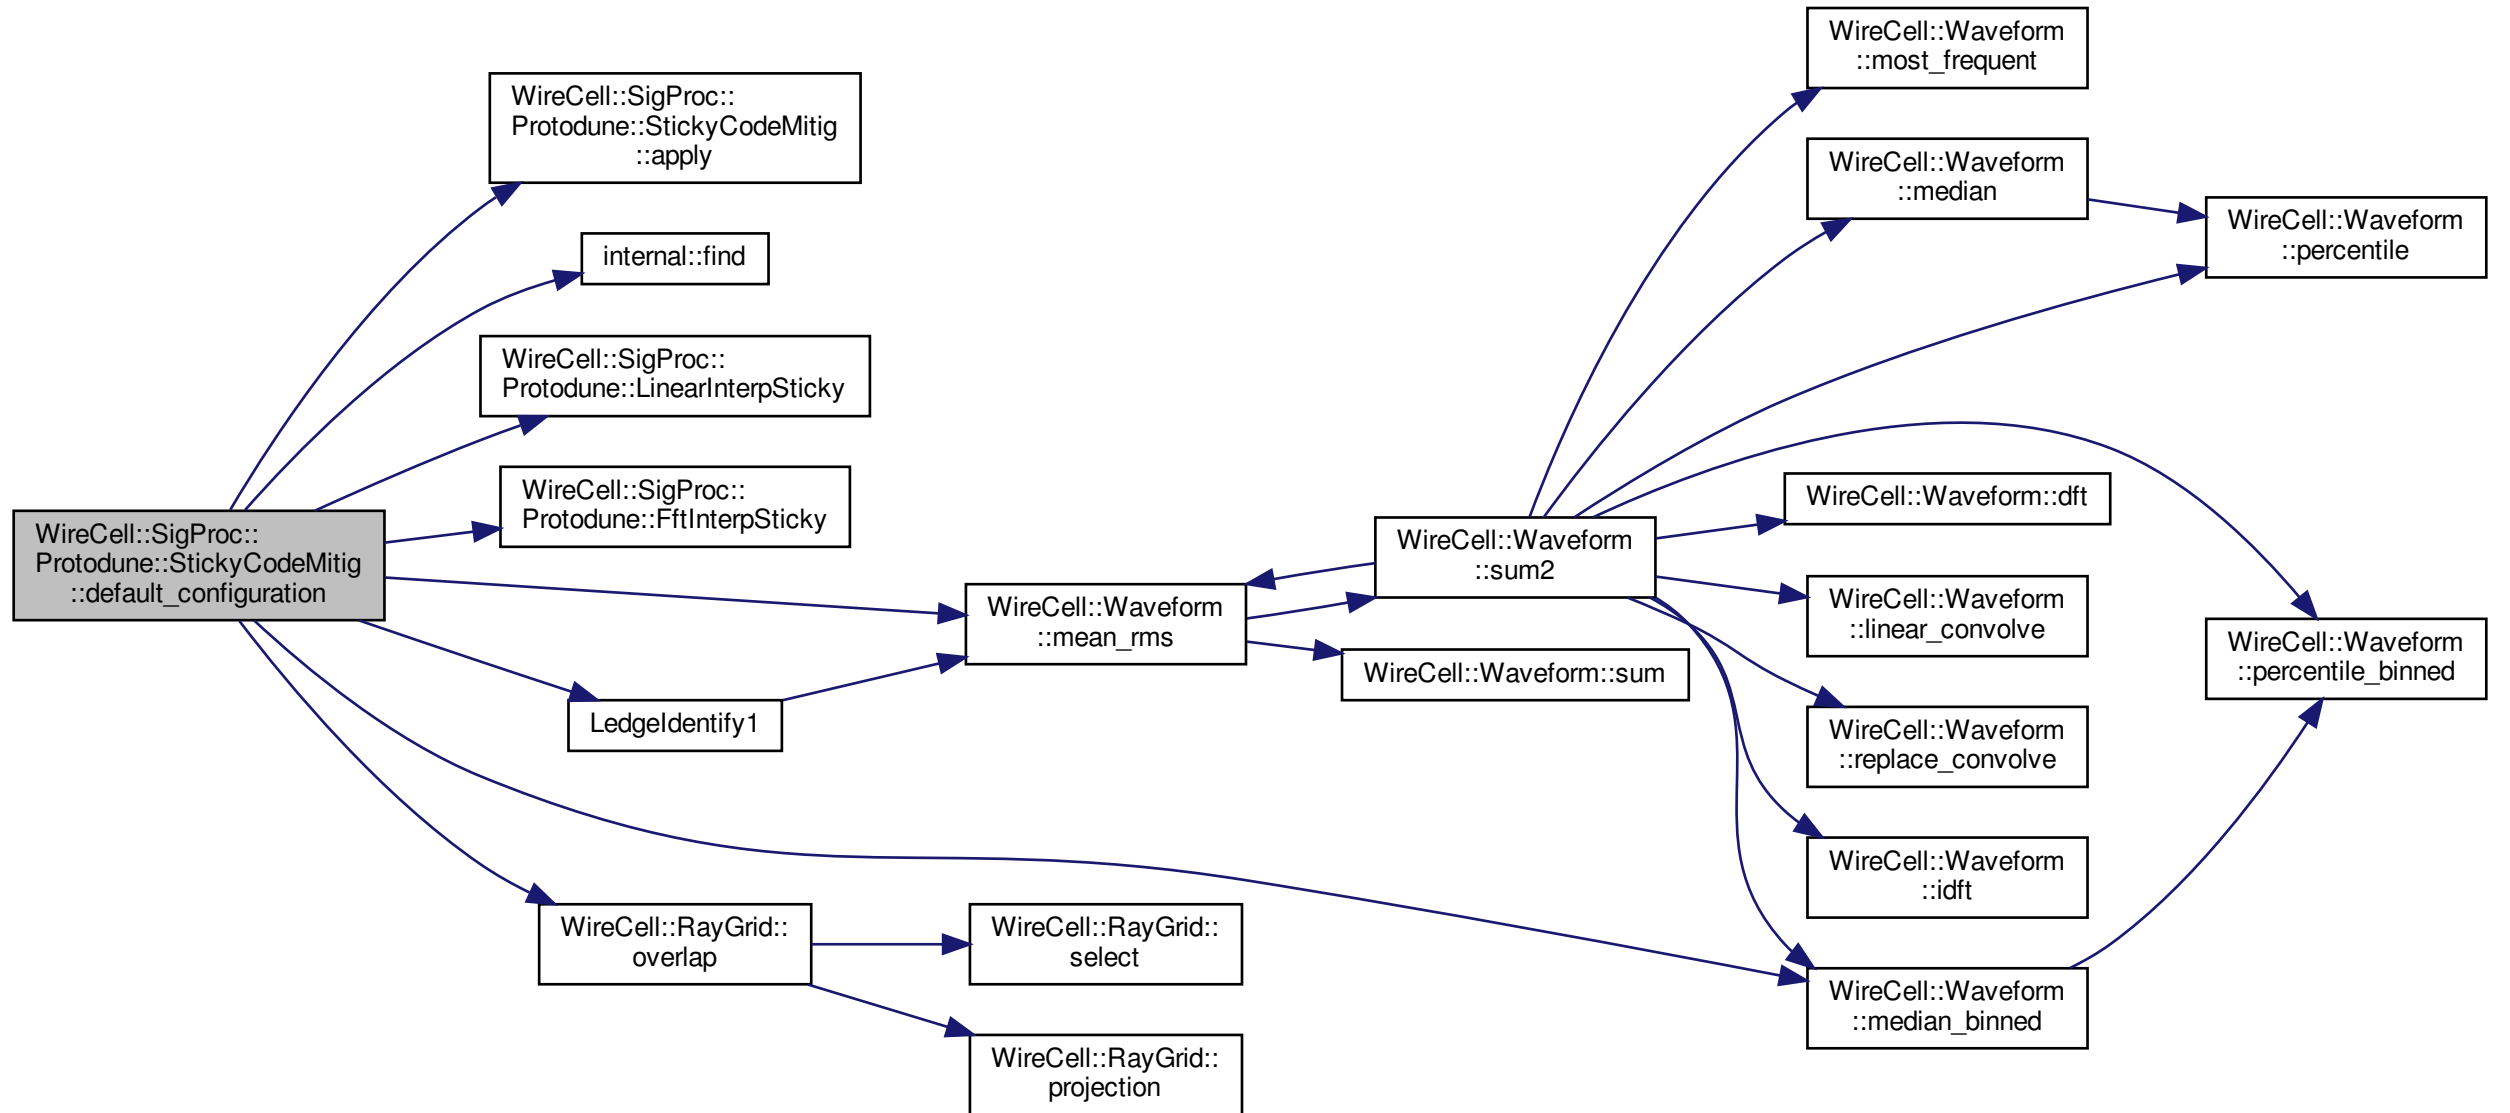 WireCell::SigProc::
Protodune::StickyCodeMitig
::default_configuration
WireCell::SigProc::
Protodune::StickyCodeMitig
::apply
internal::find
WireCell::SigProc::
Protodune::LinearInterpSticky
WireCell::SigProc::
Protodune::FftInterpSticky
WireCell::Waveform
::mean_rms
LedgeIdentify1
WireCell::RayGrid::
overlap
WireCell::RayGrid::
select
WireCell::RayGrid::
projection
WireCell::Waveform
::sum2
WireCell::Waveform::sum
WireCell::Waveform
::most_frequent
WireCell::Waveform
::median
WireCell::Waveform
::percentile
WireCell::Waveform::dft
WireCell::Waveform
::linear_convolve
WireCell::Waveform
::replace_convolve
WireCell::Waveform
::idft
WireCell::Waveform
::median_binned
WireCell::Waveform
::percentile_binned